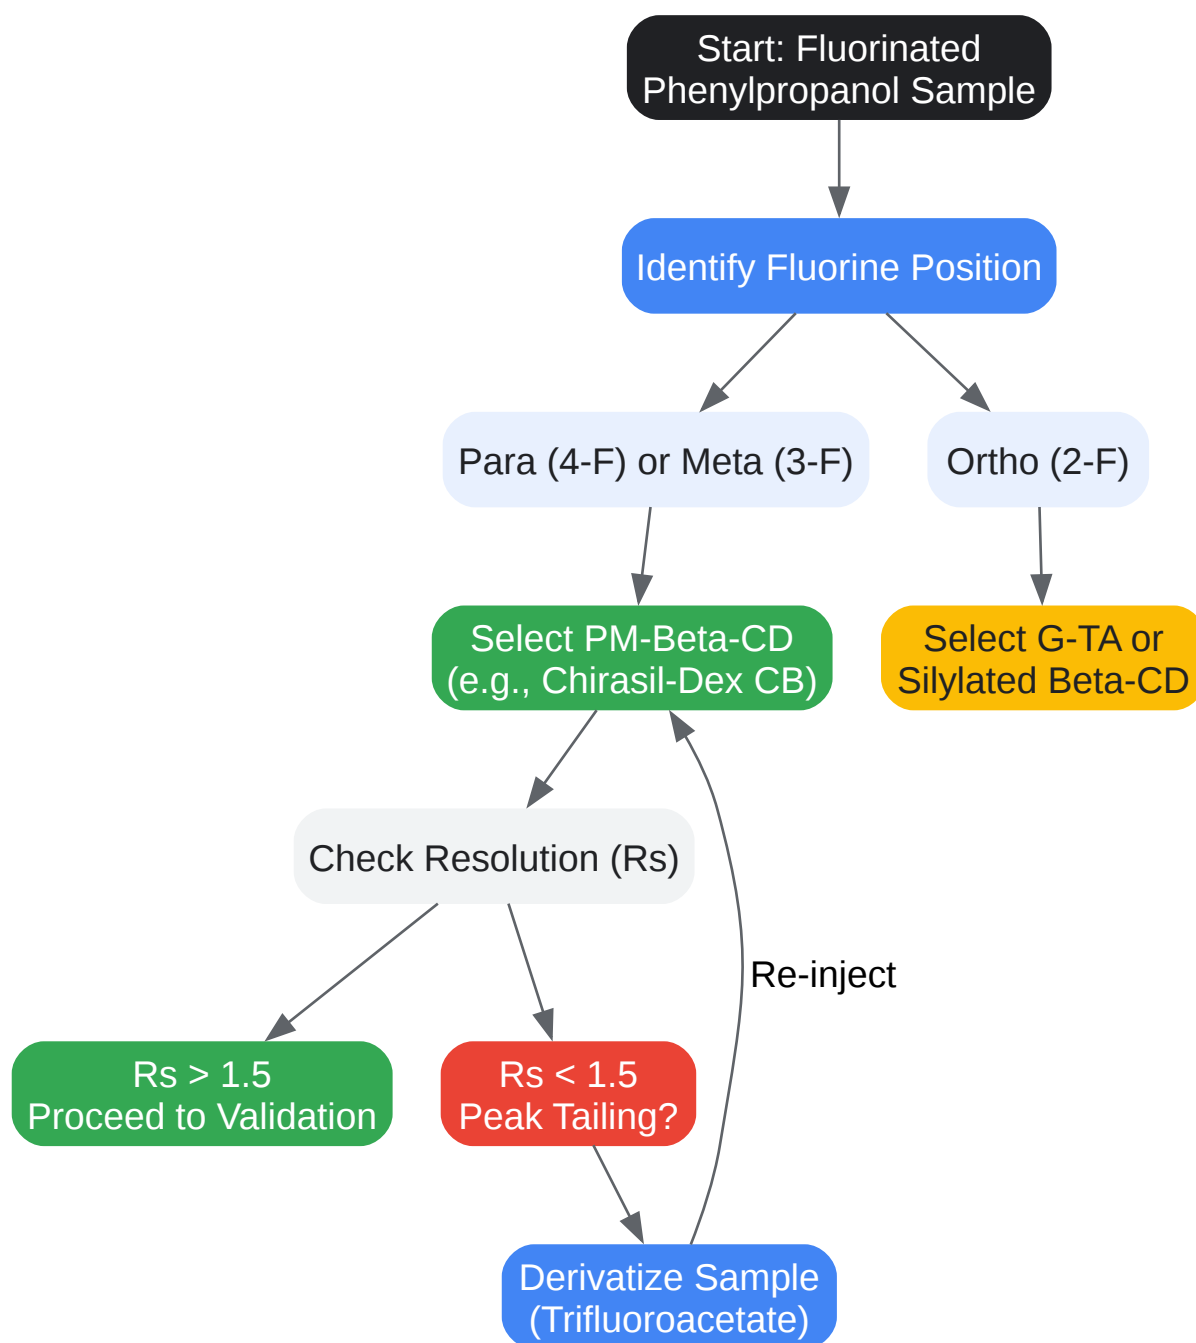 Start: Fluorinated
Phenylpropanol Sample
Identify Fluorine Position
Para (4-F) or Meta (3-F)
Ortho (2-F)
Select PM-Beta-CD
(e.g., Chirasil-Dex CB)
Select G-TA or
Silylated Beta-CD
Check Resolution (Rs)
Re-inject
Rs > 1.5
Proceed to Validation
Rs < 1.5
Peak Tailing?
Derivatize Sample
(Trifluoroacetate)